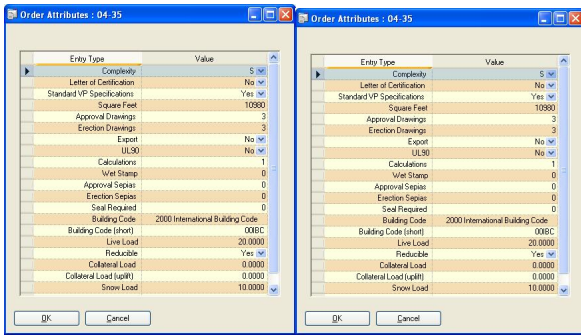 Order Attributes : 04-35
Entry Type Value
Complexity S
Letter of Certification No
Standard VP Specifications Yes
Square Feet 10980
Approval Drawings 3
Erection Drawings 3
Export No
UL90 No
Calculations 1
Wet Stamp 0
Approval Sepias 0
Erection Sepias 0
Seal Required 0
Building Code 2000 International Building Code
Building Code (short) 00IBC
Live Load 20.0000
Reducible Yes
Collateral Load 0.0000
Collateral Load (uplift) 0.0000
Snow Load 10.0000
OK Cancel
Order Attributes : 04-35
Entry Type Value
Complexity S
Letter of Certification No
Standard VP Specifications Yes
Square Feet 10980
Approval Drawings 3
Erection Drawings 3
Export No
UL90 No
Calculations 1
Wet Stamp 0
Approval Sepias 0
Erection Sepias 0
Seal Required 0
Building Code 2000 International Building Code
Building Code (short) 00IBC
Live Load 20.0000
Reducible Yes
Collateral Load 0.0000
Collateral Load (uplift) 0.0000
Snow Load 10.0000
OK Cancel